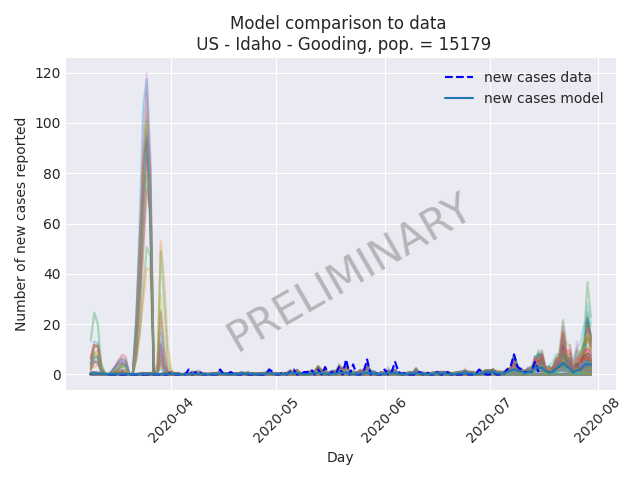 Model comparison to data
US - Idaho - Gooding, pop. = 15179
new cases data
new cases model
120
100
80
60
40
20
0
Number of new cases reported
PRELIMINARY
2020-04
2020-05
2020-06
2020-07
2020-08
Day